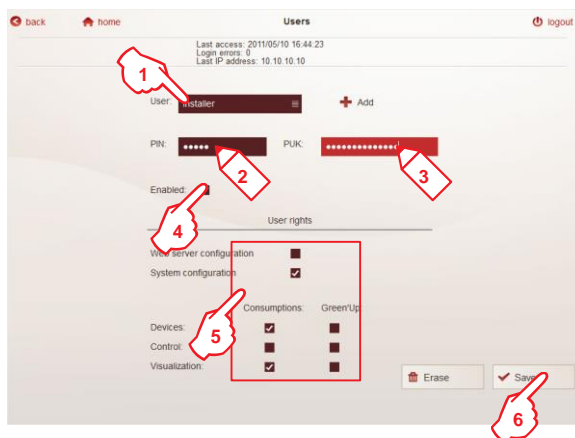 back home Users logout
Last access: 2011/05/10 16:44:23
Login errors: 0
Last IP address: 10.10.10.10
1
User: Installer Add
PIN: ••••• PUK: ••••••••••••••
2 3
Enabled:
4
User rights
Web server configuration
System configuration
Consumptions: Green'Up
5
Devices:
Control:
Visualization:
Erase Save
6